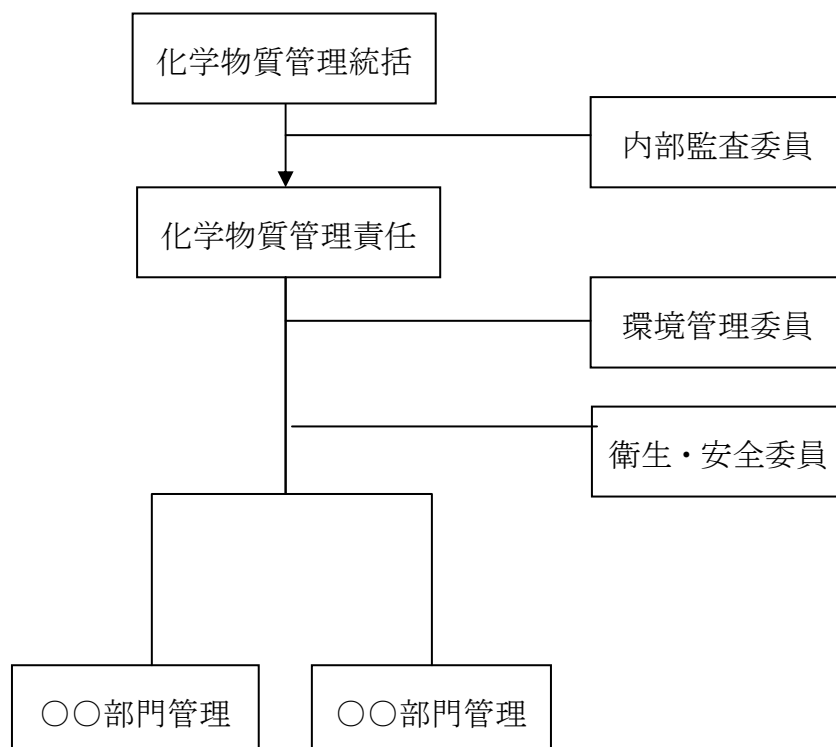 化学物質管理統括
内部監査委員
化学物質管理責任
環境管理委員
衛生・安全委員
○○部門管理
○○部門管理